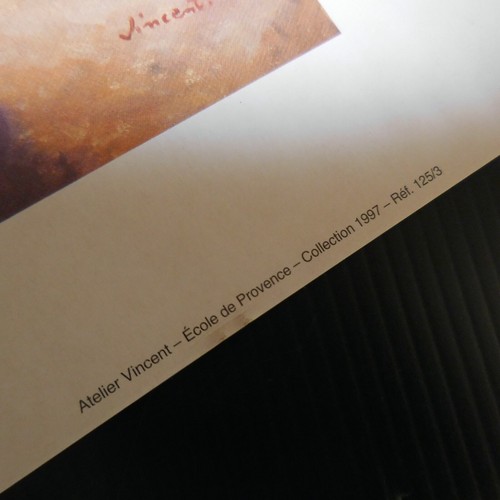 Vincent.
Atelier Vincent – École de Provence – Collection 1997 – Réf. 125/3